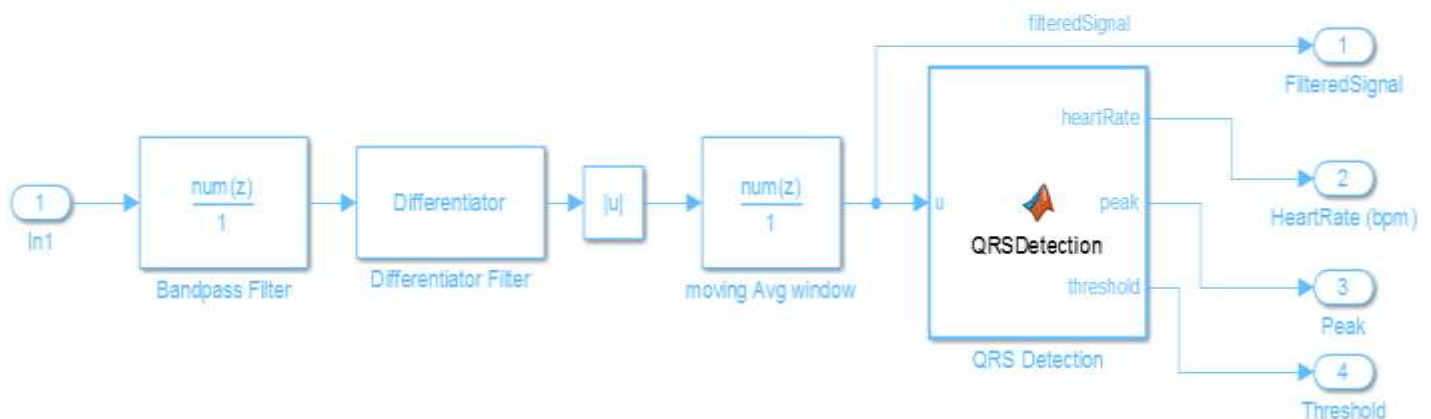 filteredSignal
1
FilteredSignal
heartRate
num(z)
1
Differentiator
|u|
num(z)
1
u
peak
2
1
QRSDetection
HeartRate (bpm)
In1
Bandpass Filter
Differentiator Filter
moving Avg window
threshold
3
Peak
QRS Detection
4
Threshold